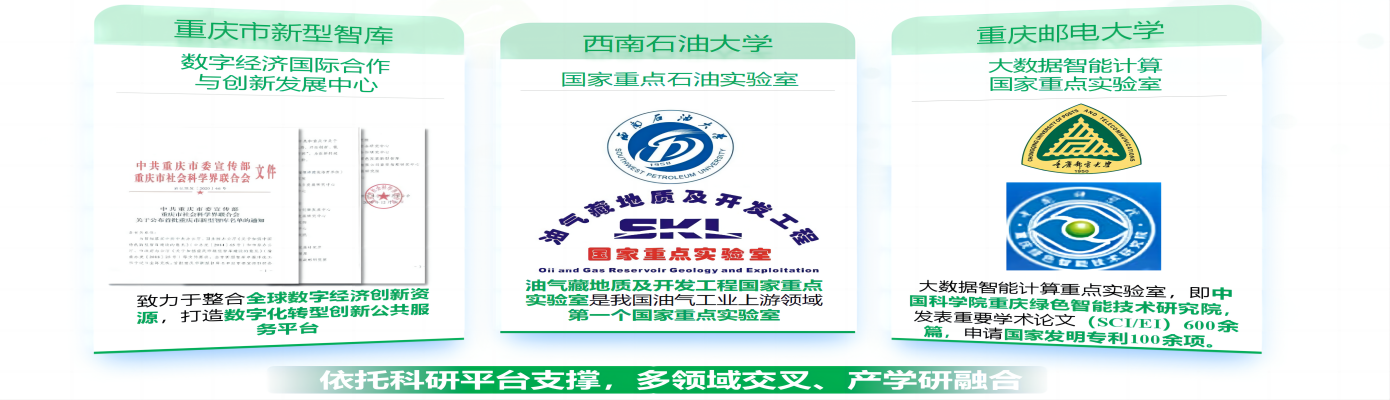 重庆市新型智库
数字经济国际合作
与创新发展中心
中共重庆市委宣传部
重庆市社会科学界联合会
文件
中共重庆市委宣传部
重庆市社会科学界联合会
关于公布首批重庆市新型智库名单的通知
致力于整合全球数字经济创新资
源，打造数字化转型创新公共服
务平台
西南石油大学
国家重点石油实验室
西南石油大学
1958
SOUTHWEST PETROLEUM UNIVERSITY
油气藏地质及开发工程
SKL
国家重点实验室
Oil and Gas Reservoir Geology and Exploitation
油气藏地质及开发工程国家重点
实验室是我国油气工业上游领域
第一个国家重点实验室
重庆邮电大学
大数据智能计算
国家重点实验室
CHONGQING UNIVERSITY OF POSTS AND TELECOMMUNICATIONS
重庆邮电大学
1950
中国科学院
重庆绿色智能技术研究院
大数据智能计算重点实验室，即中
国科学院重庆绿色智能技术研究院，
发表重要学术论文（SCI/EI）600余
篇，申请国家发明专利100余项。
依托科研平台支撑，多领域交叉、产学研融合